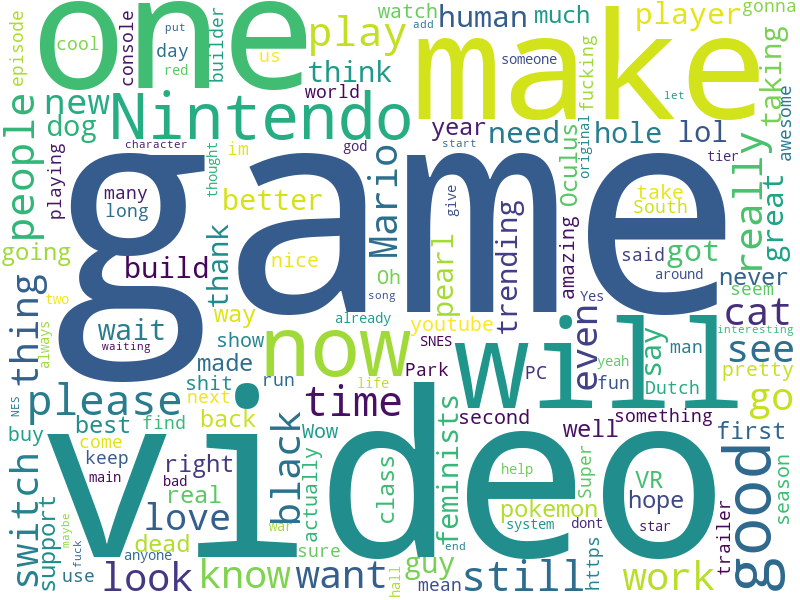 episode
cool
console
put
day
red
builder
one
us
play
think
world
watch
add
human
much
player
gonna
make
someone
let
fucking
taking
awesome
people
new
dog
Nintendo
year
need
Oculus
original
hole
lol
tier
playing
character
thought
im
god
start
many
long
better
game
Mario
give
take
South
really
great
going
build
thank
nice
Oh
pearl
trending
amazing
said
got
around
never
seem
thing
two
always
wait
waiting
way
song
already
youtube
SNES
Yes
even
cat
interesting
show
now
Park
PC
yeah
fun
will
say
man
Dutch
see
pretty
please
made
shit
run
life
time
next
NES
buy
best
find
back
Wow
black
actually
class
feminists
second
well
something
go
first
switch
support
come
keep
main
bad
right
real
love
video
help
pokemon
system
Super
dont
VR
hope
star
trailer
season
good
maybe
fuck
use
anyone
dead
look
war
know
sure
want
hall
guy
mean
end
still
https
work